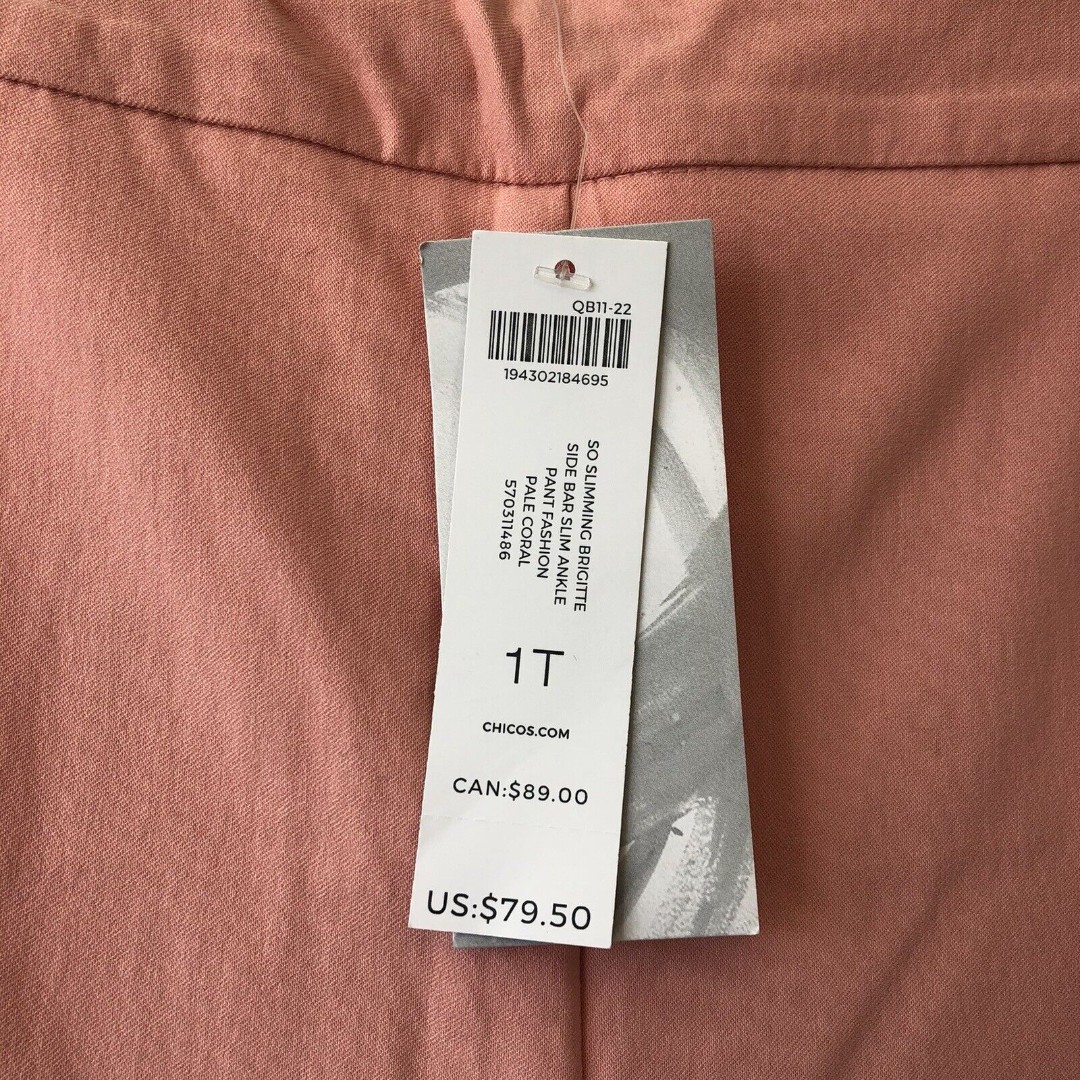 QB11-22
194302184695
SO SLIMMING BRIGITTE
SIDE BAR SLIM ANKLE
PANT FASHION
PALE CORAL
570311486
1T
CHICOS.COM
CAN:$89.00
US:$79.50